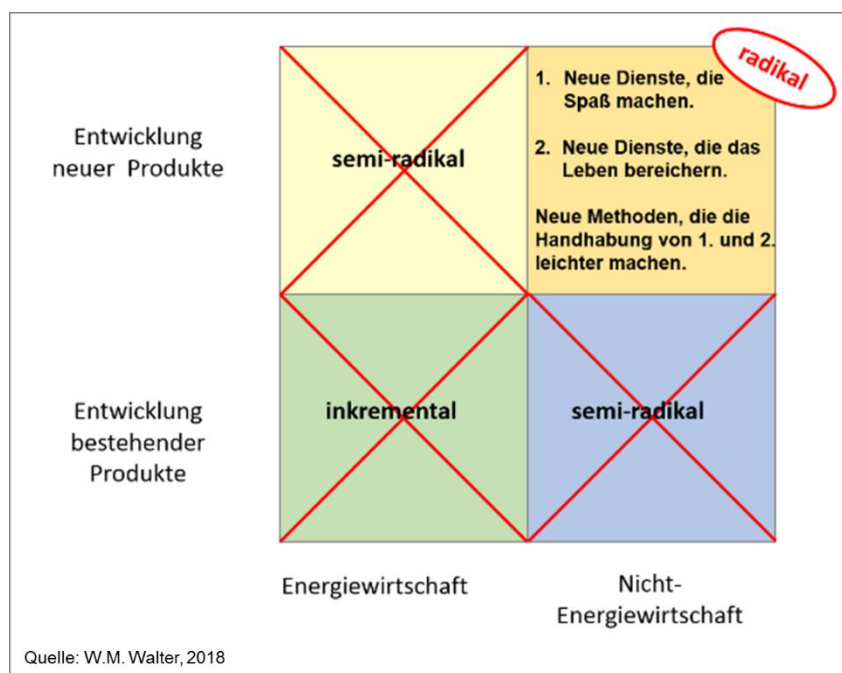 radikal
1. Neue Dienste, die
Spaß machen.
2. Neue Dienste, die das
Leben bereichern.
Neue Methoden, die die
Handhabung von 1. und 2.
leichter machen.
Entwicklung
neuer Produkte
semi-radikal
Entwicklung
bestehender
Produkte
inkremental
semi-radikal
Energiewirtschaft
Nicht-
Energiewirtschaft
Quelle: W.M. Walter, 2018